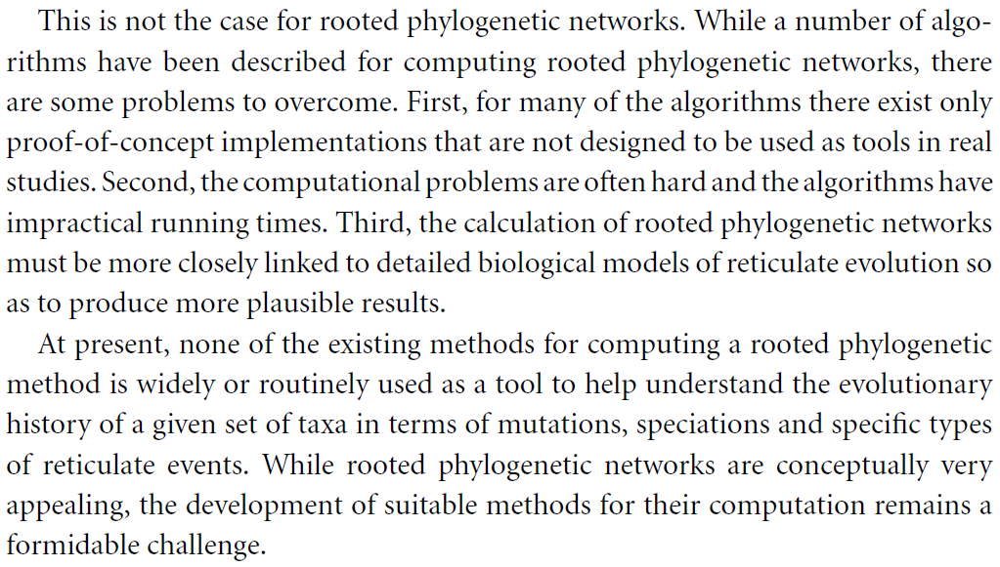 This is not the case for rooted phylogenetic networks. While a number of algo-
rithms have been described for computing rooted phylogenetic networks, there
are some problems to overcome. First, for many of the algorithms there exist only
proof-of-concept implementations that are not designed to be used as tools in real
studies. Second, the computational problems are often hard and the algorithms have
impractical running times. Third, the calculation of rooted phylogenetic networks
must be more closely linked to detailed biological models of reticulate evolution so
as to produce more plausible results.
At present, none of the existing methods for computing a rooted phylogenetic
method is widely or routinely used as a tool to help understand the evolutionary
history of a given set of taxa in terms of mutations, speciations and specific types
of reticulate events. While rooted phylogenetic networks are conceptually very
appealing, the development of suitable methods for their computation remains a
formidable challenge.